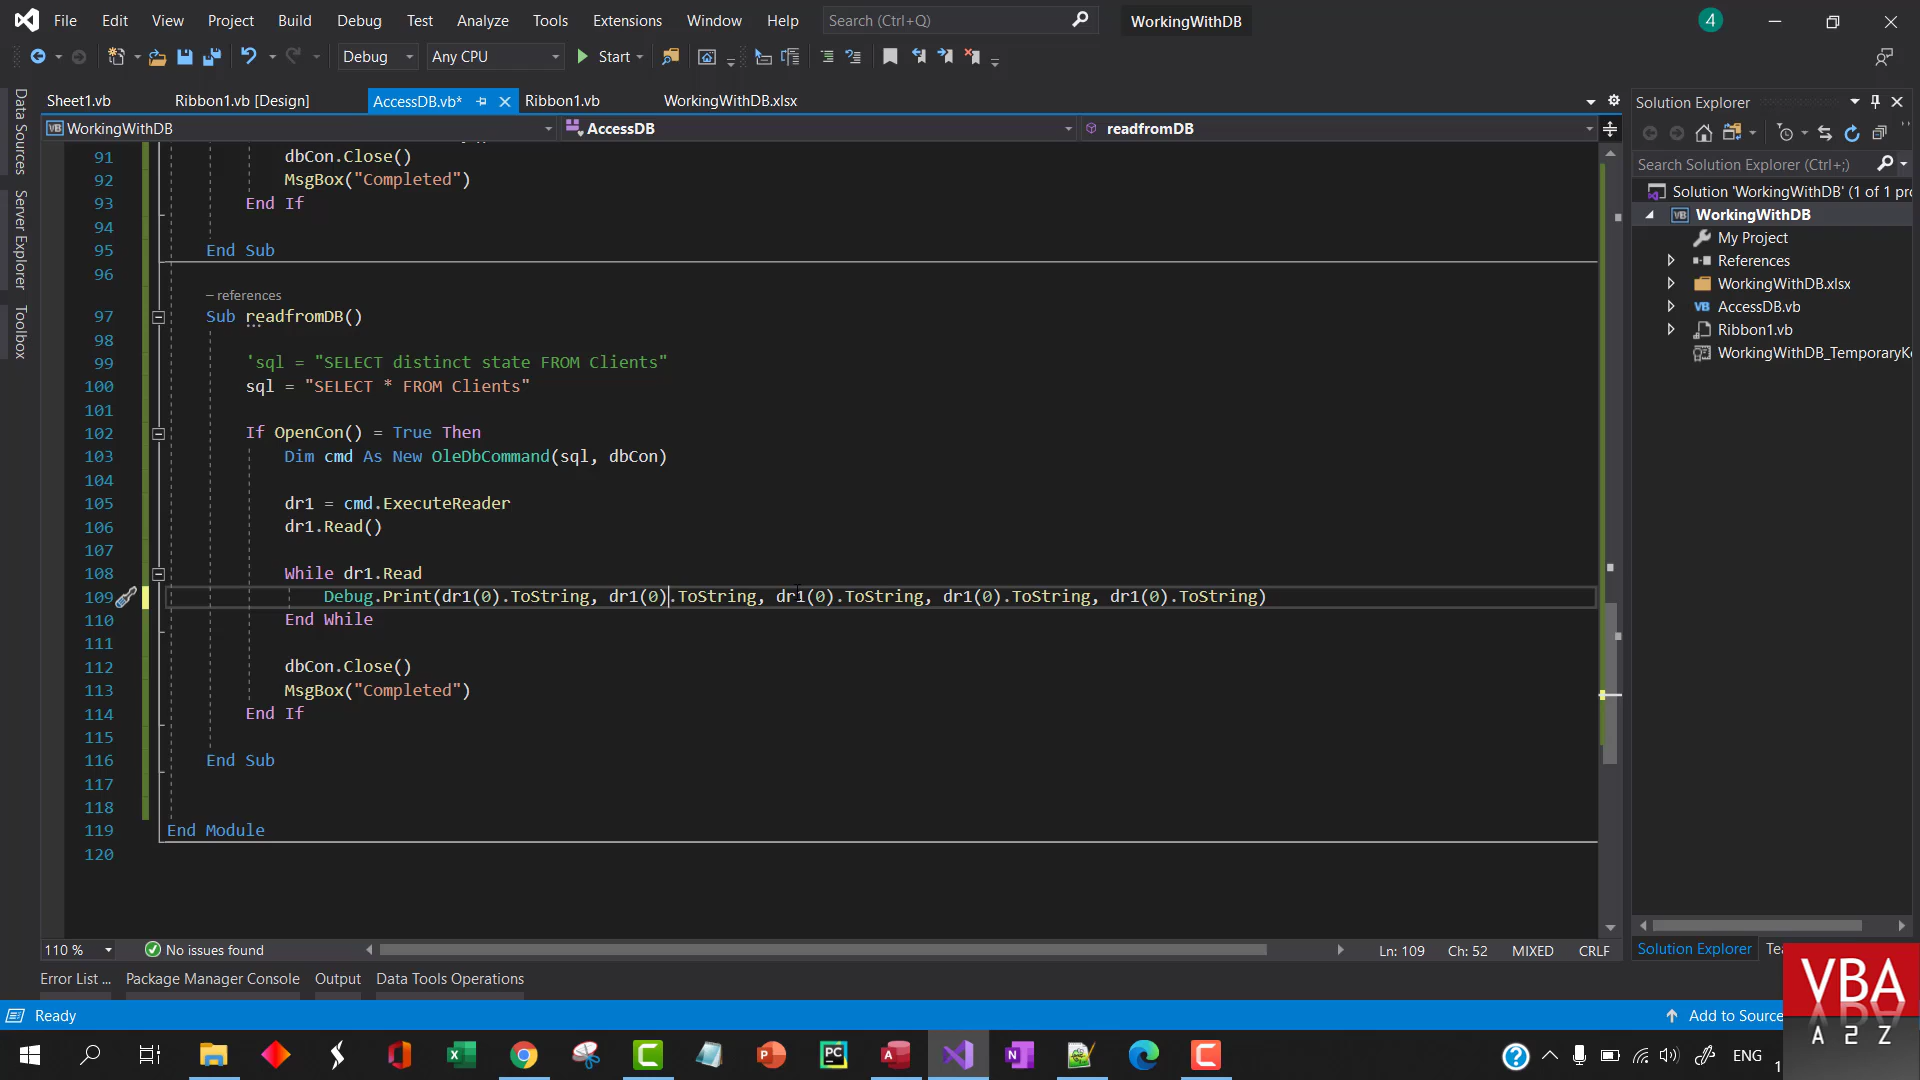 File Edit View Project Build Debug Test Analyze Tools Extensions Window Help Search (Ctrl+Q) WorkingWithDB 4
Debug Any CPU Start
Sheet1.vb Ribbon1.vb [Design] AccessDB.vb* Ribbon1.vb WorkingWithDB.xlsx
VB WorkingWithDB AccessDB readfromDB
Data Sources
Server Explorer
Toolbox
91 dbCon.Close()
92 MsgBox("Completed")
93 End If
94
95 End Sub
96
– references
97 Sub readfromDB()
98
99 'sql = "SELECT distinct state FROM Clients"
100 sql = "SELECT * FROM Clients"
101
102 If OpenCon() = True Then
103 Dim cmd As New OleDbCommand(sql, dbCon)
104
105 dr1 = cmd.ExecuteReader
106 dr1.Read()
107
108 While dr1.Read
109 Debug.Print(dr1(0).ToString, dr1(0).ToString, dr1(0).ToString, dr1(0).ToString, dr1(0).ToString)
110 End While
111
112 dbCon.Close()
113 MsgBox("Completed")
114 End If
115
116 End Sub
117
118
119 End Module
120
110 % No issues found Ln: 109 Ch: 52 MIXED CRLF
Error List ... Package Manager Console Output Data Tools Operations
Ready
Add to Source
Solution Explorer
Search Solution Explorer (Ctrl+;)
Solution 'WorkingWithDB' (1 of 1 pr
VB WorkingWithDB
My Project
References
WorkingWithDB.xlsx
VB AccessDB.vb
Ribbon1.vb
WorkingWithDB_TemporaryK
Solution Explorer Te
VBA
A 2 Z
ENG